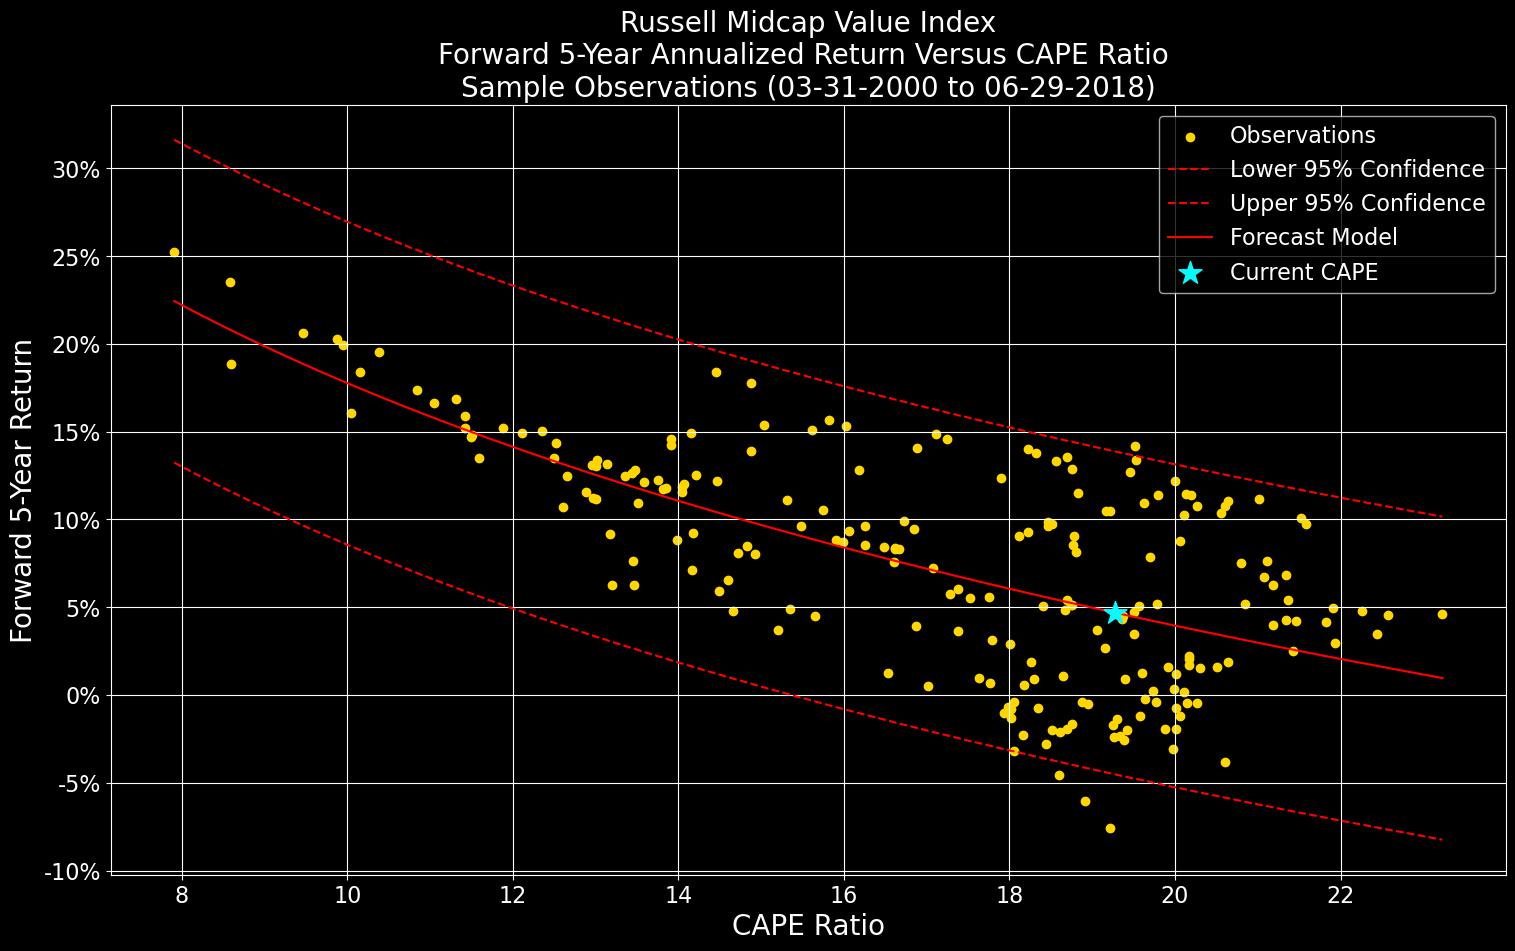 Russell Midcap Value Index
Forward 5-Year Annualized Return Versus CAPE Ratio
Sample Observations (03-31-2000 to 06-29-2018)
Observations
Lower 95% Confidence
Upper 95% Confidence
Forecast Model
Current CAPE
Forward 5-Year Return
30%
25%
20%
15%
10%
5%
0%
-5%
-10%
8 10 12 14 16 18 20 22
CAPE Ratio